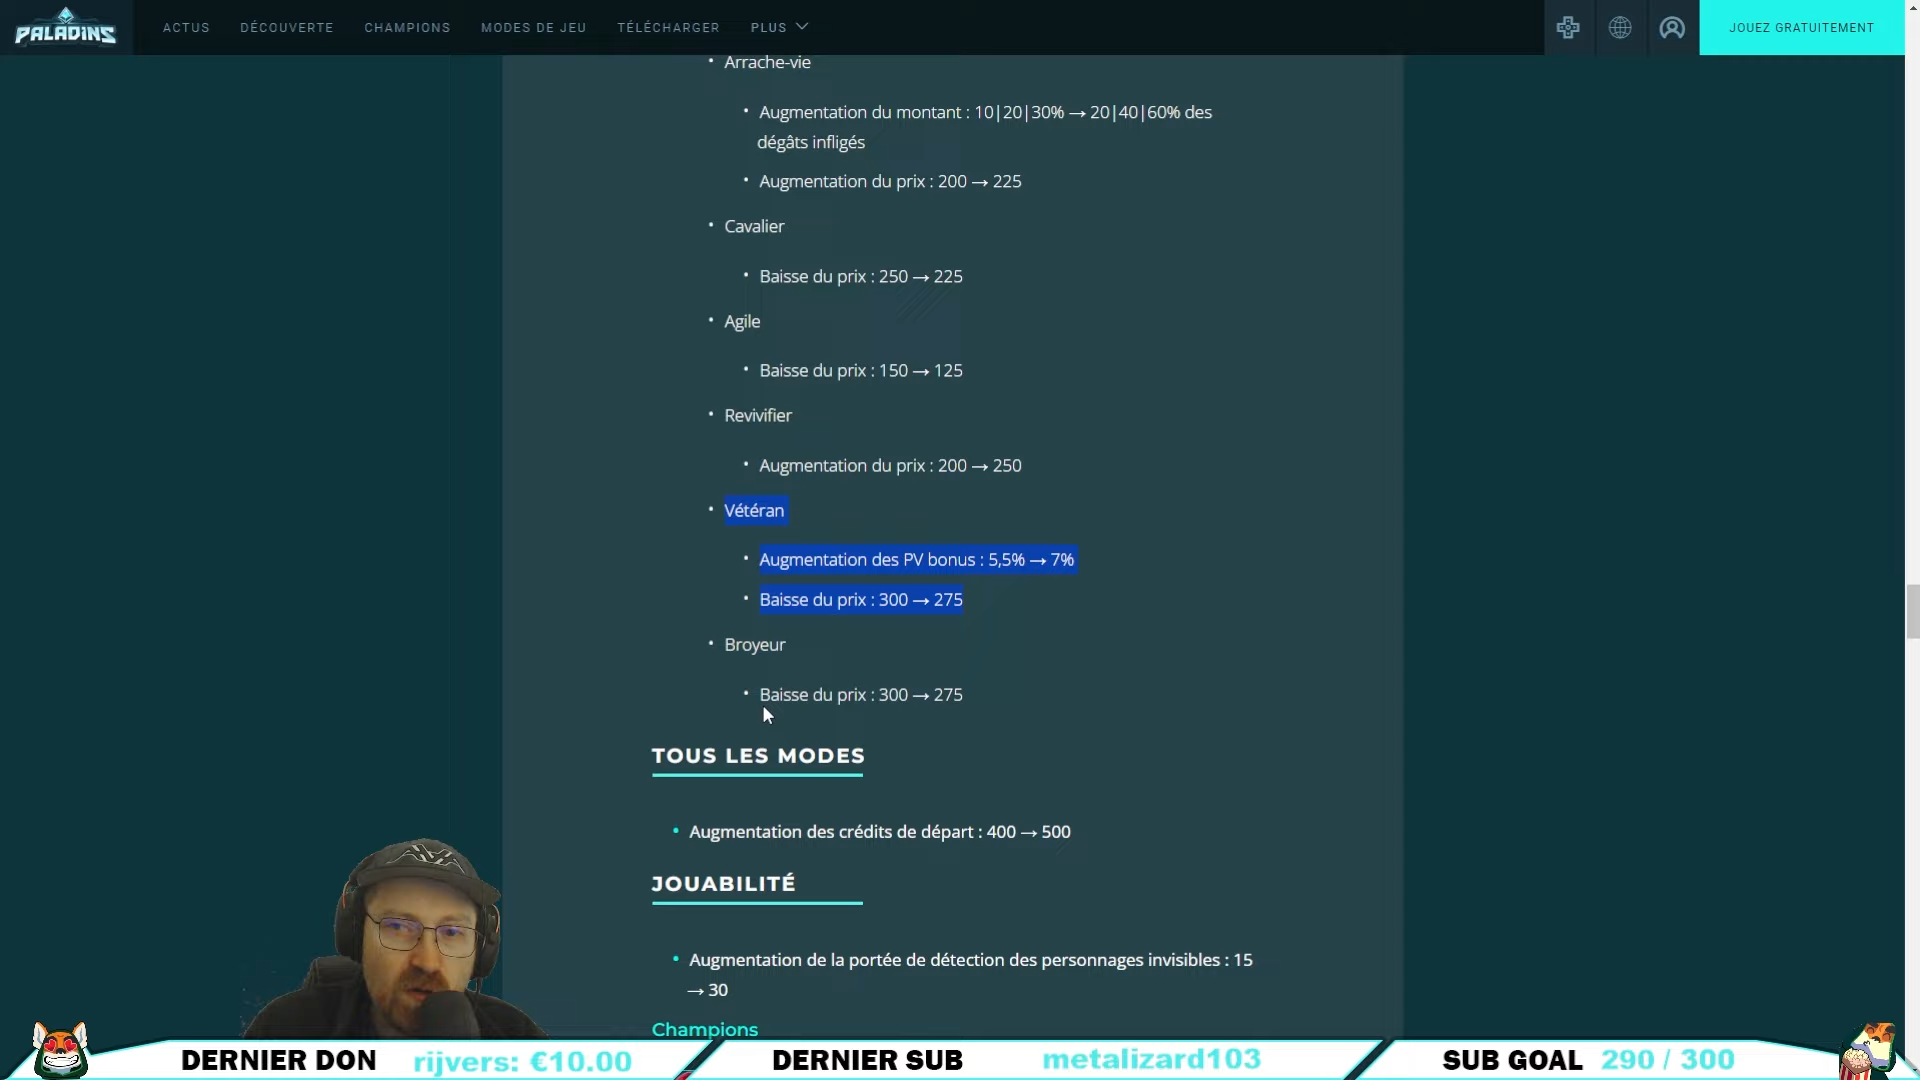 PALADINS
ACTUS
DÉCOUVERTE
CHAMPIONS
MODES DE JEU
TÉLÉCHARGER
PLUS
JOUEZ GRATUITEMENT
• Arrache-vie
• Augmentation du montant : 10|20|30% → 20|40|60% des
dégâts infligés
• Augmentation du prix : 200 → 225
• Cavalier
• Baisse du prix : 250 → 225
• Agile
• Baisse du prix : 150 → 125
• Revivifier
• Augmentation du prix : 200 → 250
• Vétéran
• Augmentation des PV bonus : 5,5% → 7%
• Baisse du prix : 300 → 275
• Broyeur
• Baisse du prix : 300 → 275
TOUS LES MODES
• Augmentation des crédits de départ : 400 → 500
JOUABILITÉ
• Augmentation de la portée de détection des personnages invisibles : 15
→ 30
Champions
DERNIER DON rijvers: €10.00
DERNIER SUB metalizard103
SUB GOAL 290 / 300